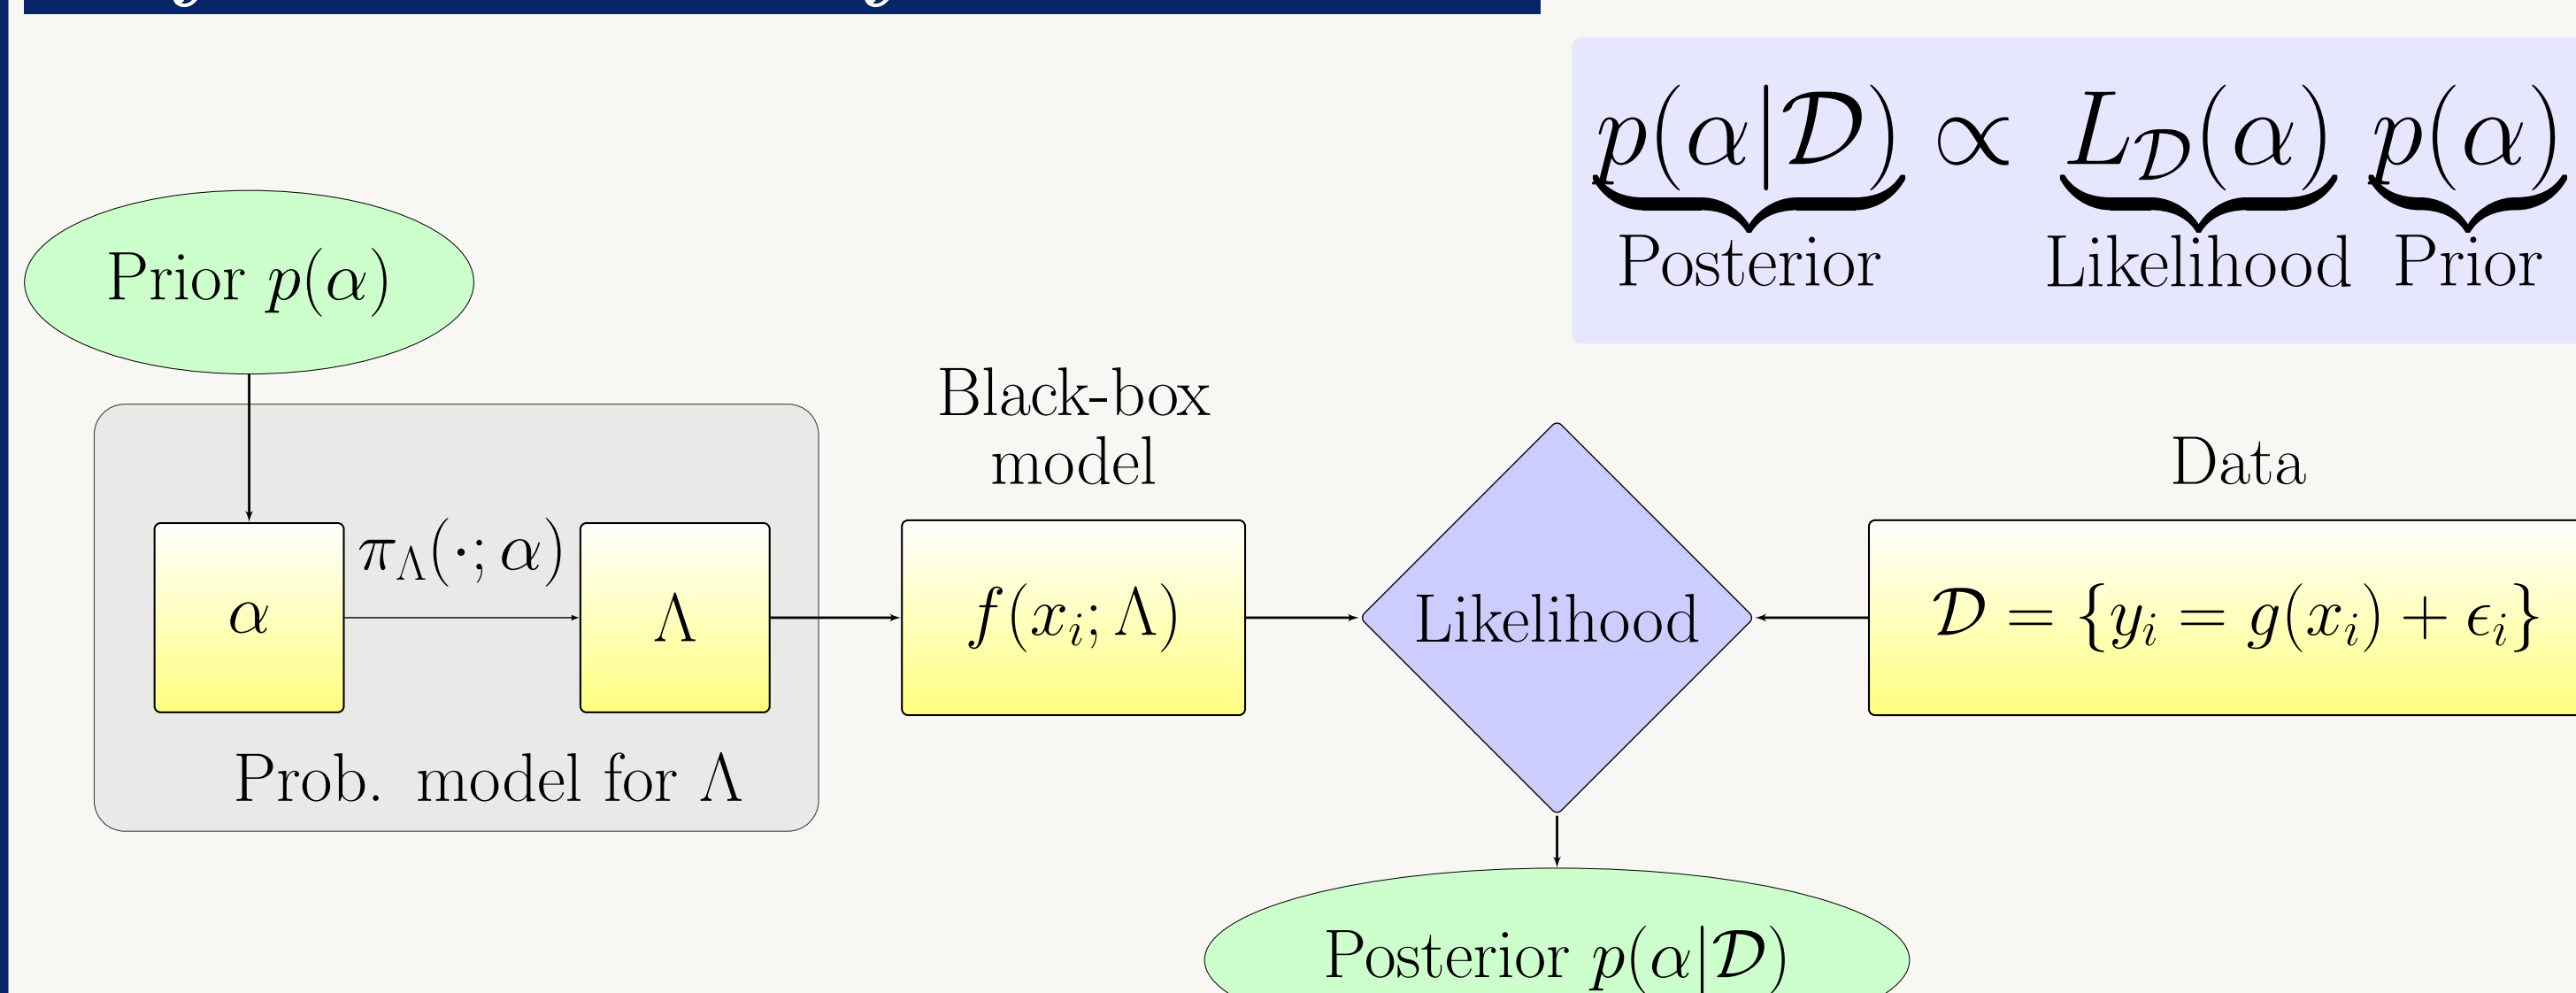 p(α|𝒟) ∝ L_𝒟(α) p(α)
Posterior Likelihood Prior
Prior p(α)
Black-box
model
Data
α
π_Λ(·; α)
Λ
f(x_i; Λ)
Likelihood
𝒟 = {y_i = g(x_i) + ϵ_i}
Prob. model for Λ
Posterior p(α|𝒟)